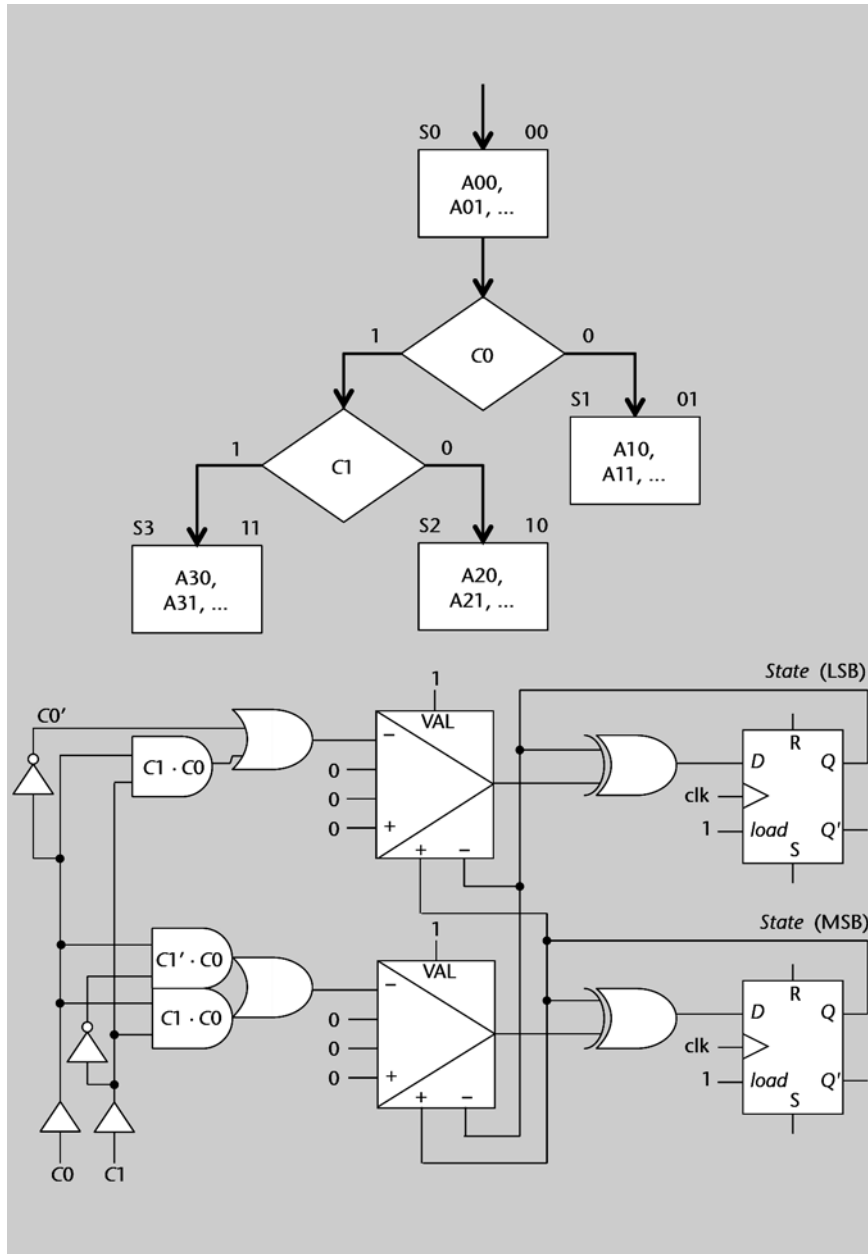 S0 00
A00,
A01, ...
1 C0 0
S1 01
A10,
A11, ...
1 C1 0
S3 11
A30,
A31, ...
S2 10
A20,
A21, ...
State (LSB)
C0'
1
VAL
C1 · C0
–
0
0
0 +
+ –
R
D Q
clk
1 load Q'
S
State (MSB)
1
VAL
C1' · C0
C1 · C0
–
0
0
0 +
+ –
R
D Q
clk
1 load Q'
S
C0 C1